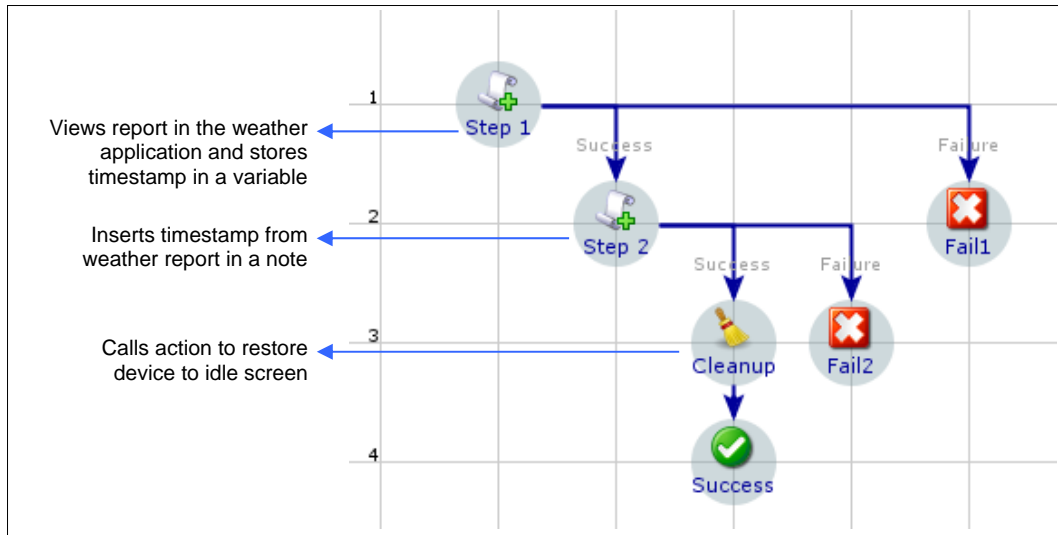 1
Step 1
Views report in the weather
application and stores
timestamp in a variable
Success
Failure
2
Step 2
Fail1
Inserts timestamp from
weather report in a note
Success
Failure
3
Cleanup
Fail2
Calls action to restore
device to idle screen
4
Success